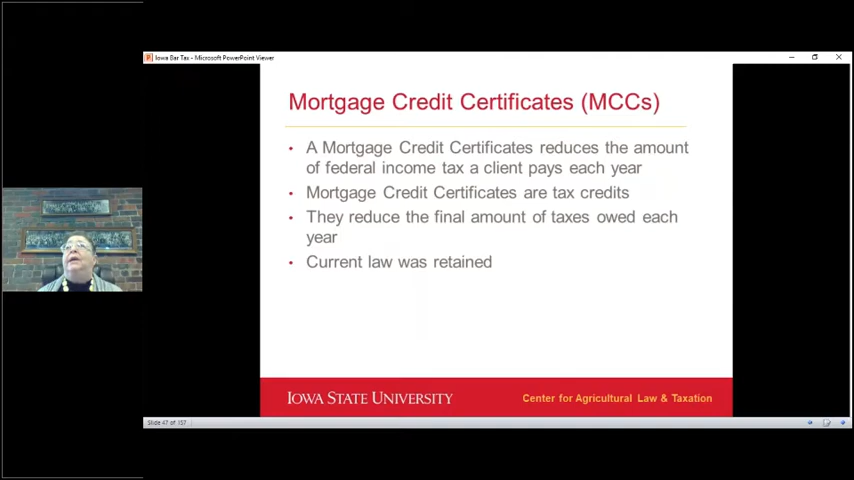 Iowa Bar Tax - Microsoft PowerPoint Viewer
Mortgage Credit Certificates (MCCs)
• A Mortgage Credit Certificates reduces the amount
of federal income tax a client pays each year
• Mortgage Credit Certificates are tax credits
• They reduce the final amount of taxes owed each
year
• Current law was retained
IOWA STATE UNIVERSITY
Center for Agricultural Law & Taxation
Slide 47 of 157